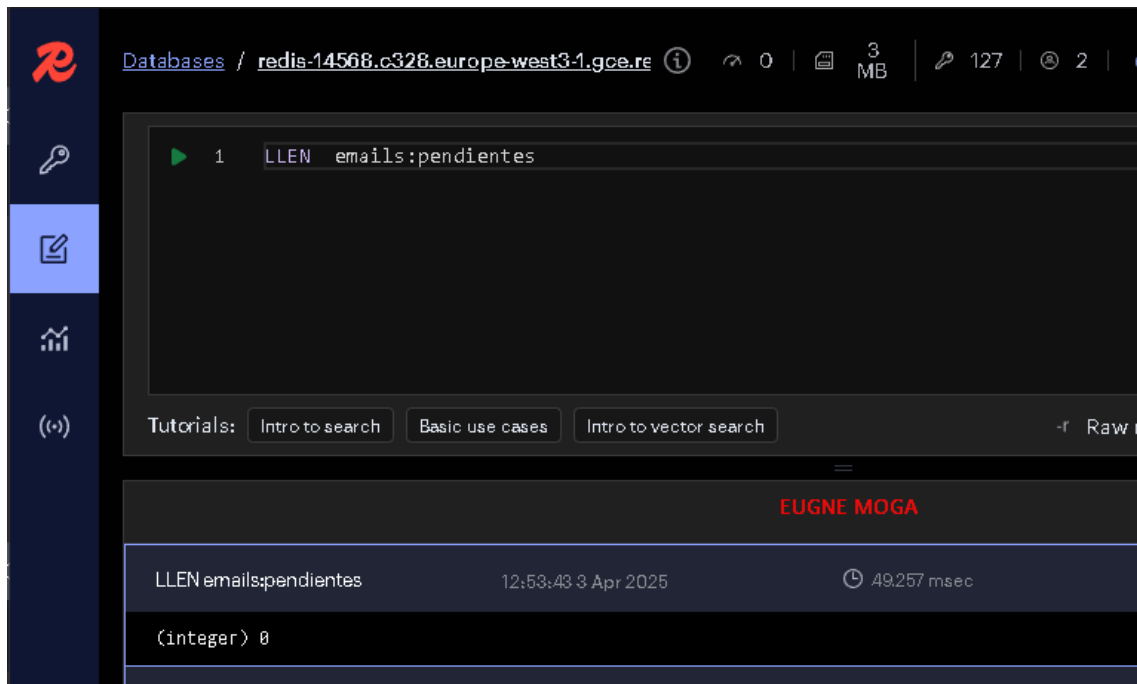 Databases / redis-14568.c328.europe-west3-1.gce.re 0 3 MB 127 2
1 LLEN emails:pendientes
Tutorials: Intro to search Basic use cases Intro to vector search -r Raw
EUGNE MOGA
LLEN emails:pendientes 12:53:43 3 Apr 2025 49.257 msec
(integer) 0